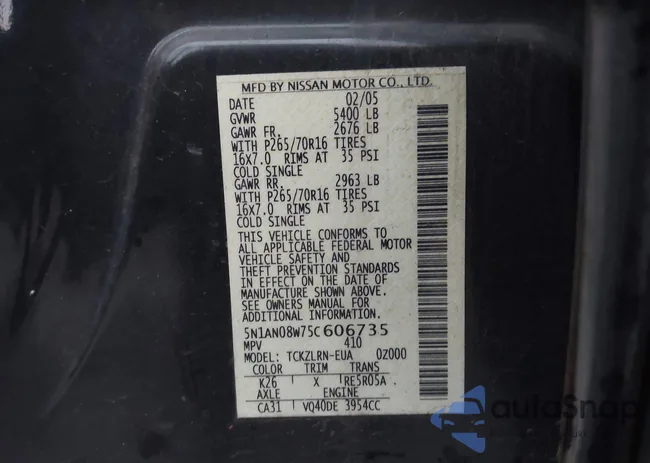 MFD BY NISSAN MOTOR CO., LTD.
DATE 02/05
GVWR 5400 LB
GAWR FR. 2676 LB
WITH P265/70R16 TIRES
16x7.0 RIMS AT 35 PSI
COLD SINGLE
GAWR RR. 2963 LB
WITH P265/70R16 TIRES
16x7.0 RIMS AT 35 PSI
COLD SINGLE
THIS VEHICLE CONFORMS TO
ALL APPLICABLE FEDERAL MOTOR
VEHICLE SAFETY AND
THEFT PREVENTION STANDARDS
IN EFFECT ON THE DATE OF
MANUFACTURE SHOWN ABOVE.
SEE OWNERS MANUAL FOR
ADDITIONAL INFORMATION.
5N1AN08W75C606735
MPV 410
MODEL: TCKZLRN-EUA 0Z000
COLOR TRIM TRANS
K26 X RE5R05A
AXLE ENGINE
CA31 VQ40DE 3954CC
autoSnap